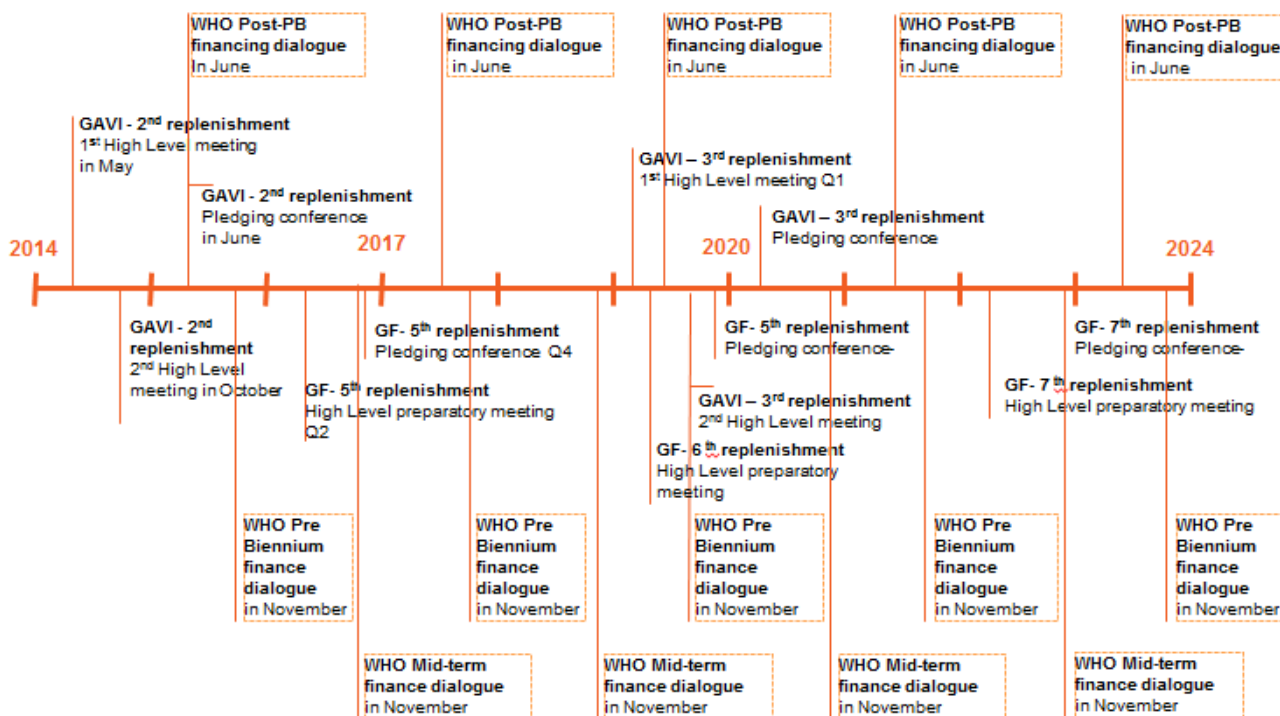 WHO Post-PB
financing dialogue
In June
WHO Post-PB
financing dialogue
in June
WHO Post-PB
financing dialogue
in June
WHO Post-PB
financing dialogue
in June
WHO Post-PB
financing dialogue
in June
GAVI - 2nd replenishment
1st High Level meeting
in May
GAVI - 2nd replenishment
Pledging conference
in June
GAVI – 3rd replenishment
1st High Level meeting Q1
GAVI – 3rd replenishment
Pledging conference
2014
2017
2020
2024
GAVI - 2nd
replenishment
2nd High Level
meeting in October
GF- 5th replenishment
Pledging conference Q4
GF- 5th replenishment
High Level preparatory meeting
Q2
GF- 5th replenishment
Pledging conference-
GAVI – 3rd replenishment
2nd High Level meeting
GF- 6 th replenishment
High Level preparatory
meeting
GF- 7th replenishment
Pledging conference-
GF- 7 th replenishment
High Level preparatory meeting
WHO Pre
Biennium
finance
dialogue
in November
WHO Pre
Biennium
finance
dialogue
in November
WHO Pre
Biennium
finance
dialogue
in November
WHO Pre
Biennium
finance
dialogue
in November
WHO Pre
Biennium
finance
dialogue
in November
WHO Mid-term
finance dialogue
in November
WHO Mid-term
finance dialogue
in November
WHO Mid-term
finance dialogue
in November
WHO Mid-term
finance dialogue
in November